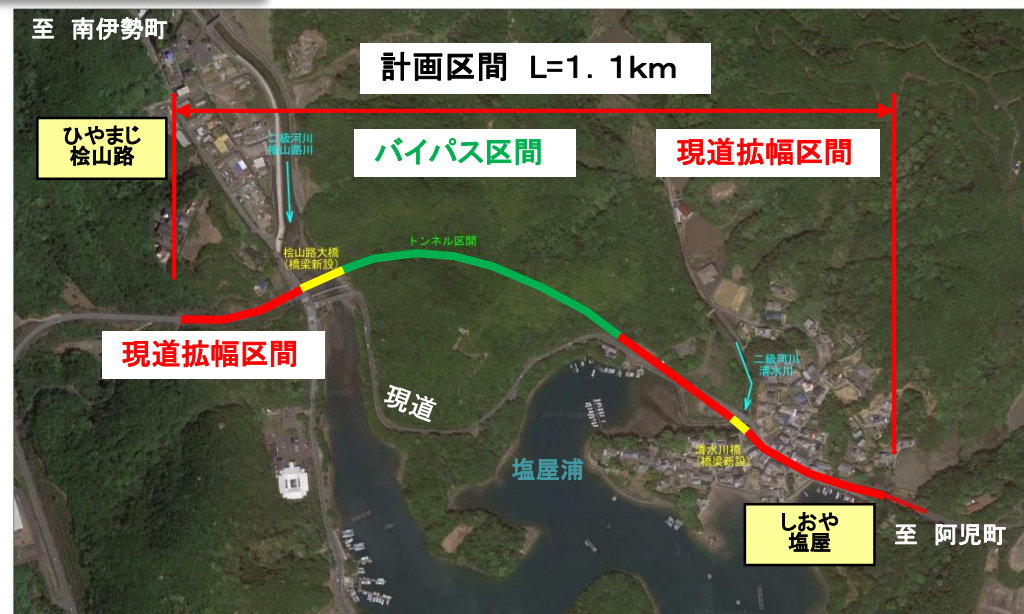 至　南伊勢町
計画区間　L=1．1km
ひやまじ
桧山路
二級河川
檜山路川
バイパス区間
現道拡幅区間
トンネル区間
桧山路大橋
（橋梁新設）
現道拡幅区間
現道
二級河川
清水川
清水川橋
（橋梁新設）
塩屋浦
しおや
塩屋
至　阿児町